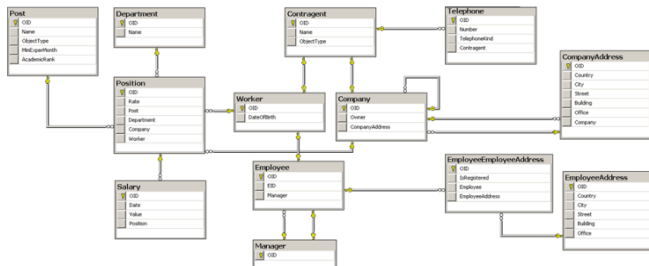 Post
OID
Name
ObjectType
MinExperMonth
AcademicRank
Department
OID
Name
Contragent
OID
Name
ObjectType
Telephone
OID
Number
TelephoneKind
Contragent
CompanyAddress
OID
Country
City
Street
Building
Office
Company
Position
OID
Rate
Post
Department
Company
Worker
Worker
OID
DateOfBirth
Company
OID
Owner
CompanyAddress
Employee
OID
EID
Manager
EmployeeEmployeeAddress
OID
IsRegistered
Employee
EmployeeAddress
EmployeeAddress
OID
Country
City
Street
Building
Office
Salary
OID
Date
Value
Position
Manager
OID